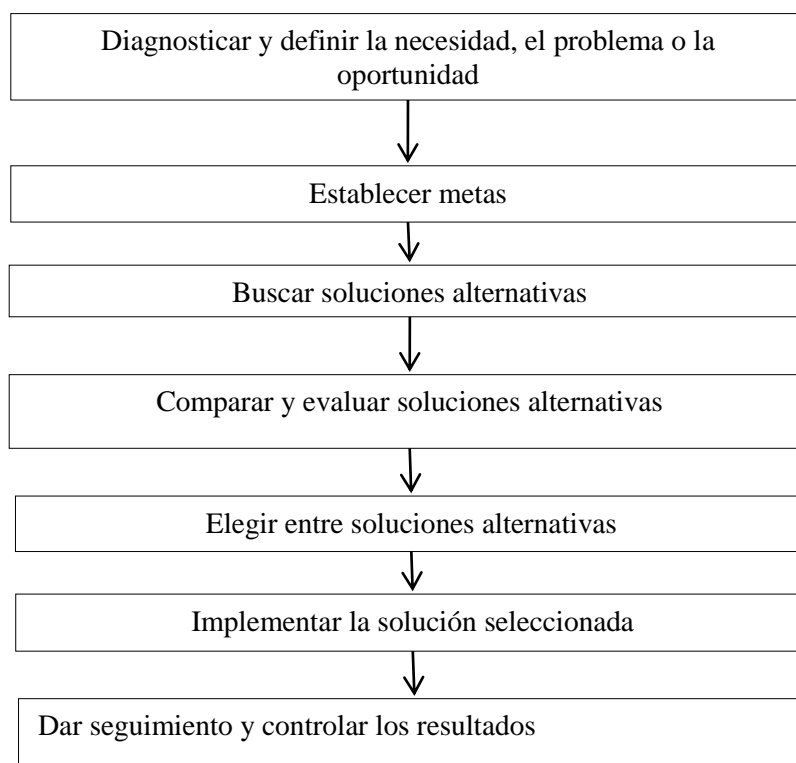 Diagnosticar y definir la necesidad, el problema o la
oportunidad
Establecer metas
Buscar soluciones alternativas
Comparar y evaluar soluciones alternativas
Elegir entre soluciones alternativas
Implementar la solución seleccionada
Dar seguimiento y controlar los resultados